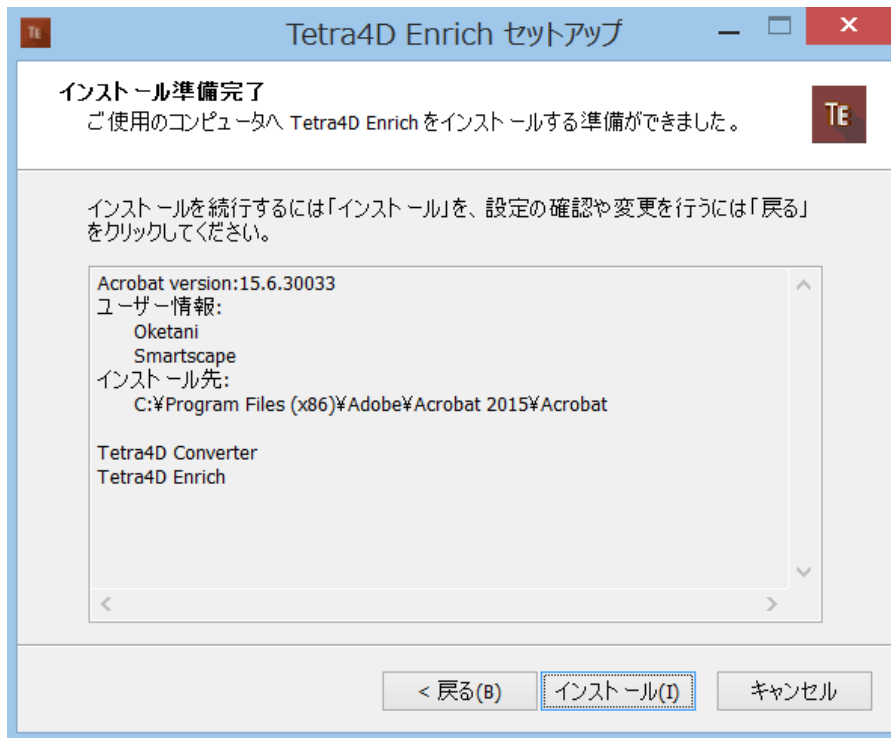 TE
Tetra4D Enrich セットアップ
インストール準備完了
ご使用のコンピュータへ Tetra4D Enrich をインストールする準備ができました。
TE
インストールを続行するには「インストール」を、設定の確認や変更を行うには「戻る」
をクリックしてください。
Acrobat version:15.6.30033
ユーザー情報:
Oketani
Smartscape
インストール先:
C:¥Program Files (x86)¥Adobe¥Acrobat 2015¥Acrobat
Tetra4D Converter
Tetra4D Enrich
< 戻る(B)
インストール(I)
キャンセル